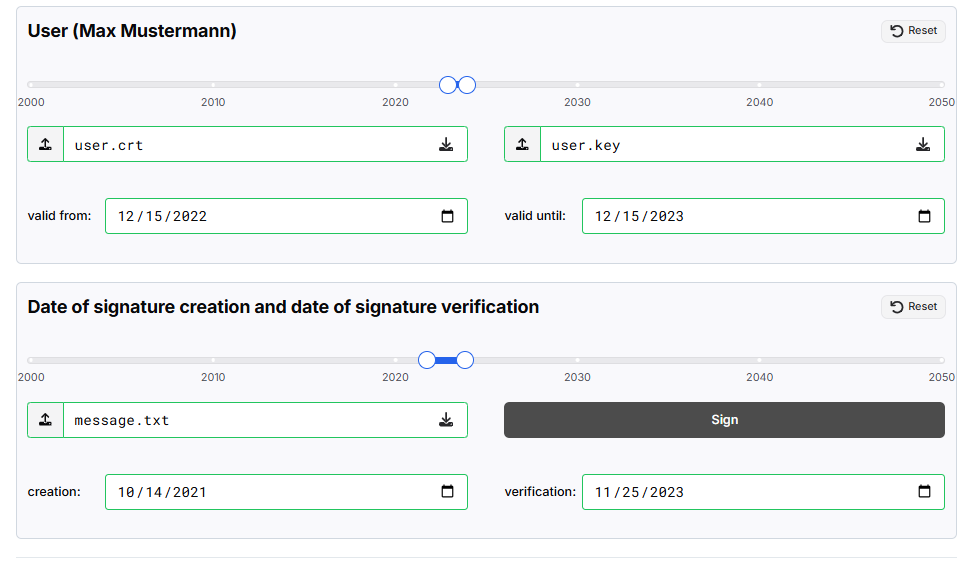 User (Max Mustermann) Reset
2000 2010 2020 2030 2040 2050
user.crt user.key
valid from: 12/15/2022 valid until: 12/15/2023
Date of signature creation and date of signature verification Reset
2000 2010 2020 2030 2040 2050
message.txt Sign
creation: 10/14/2021 verification: 11/25/2023